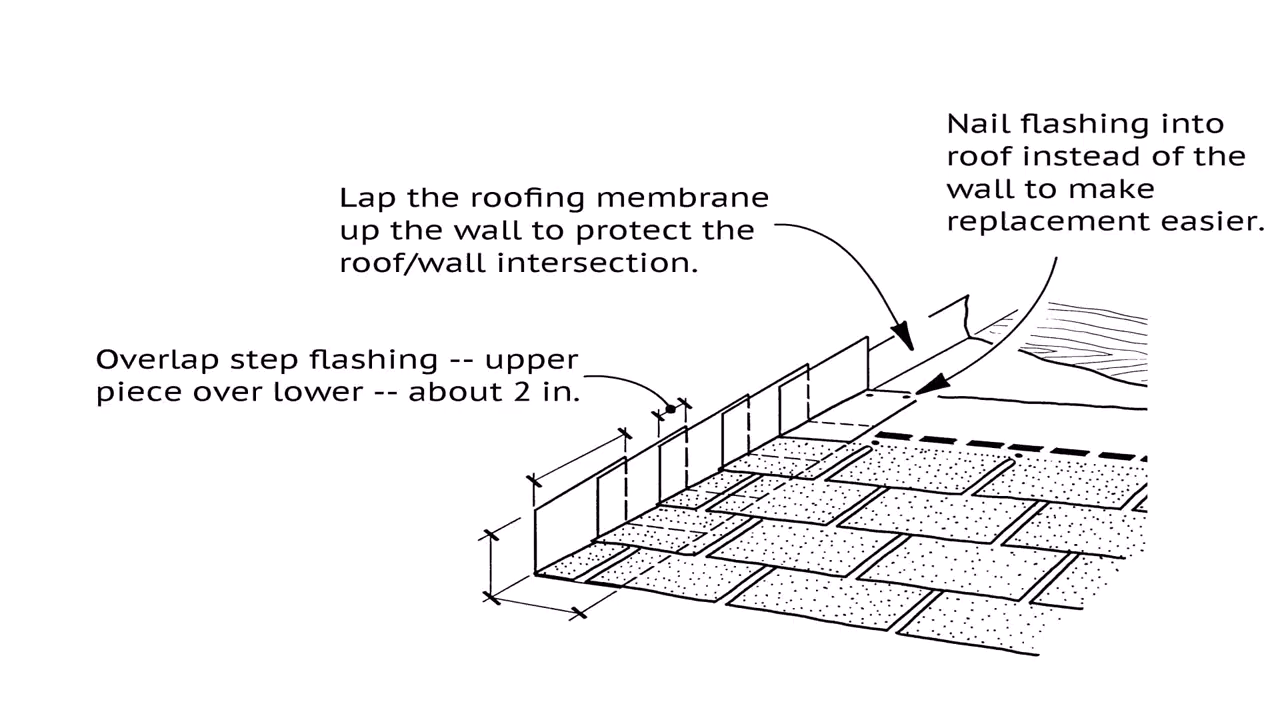 Nail flashing into
roof instead of the
wall to make
replacement easier.
Lap the roofing membrane
up the wall to protect the
roof/wall intersection.
Overlap step flashing -- upper
piece over lower -- about 2 in.